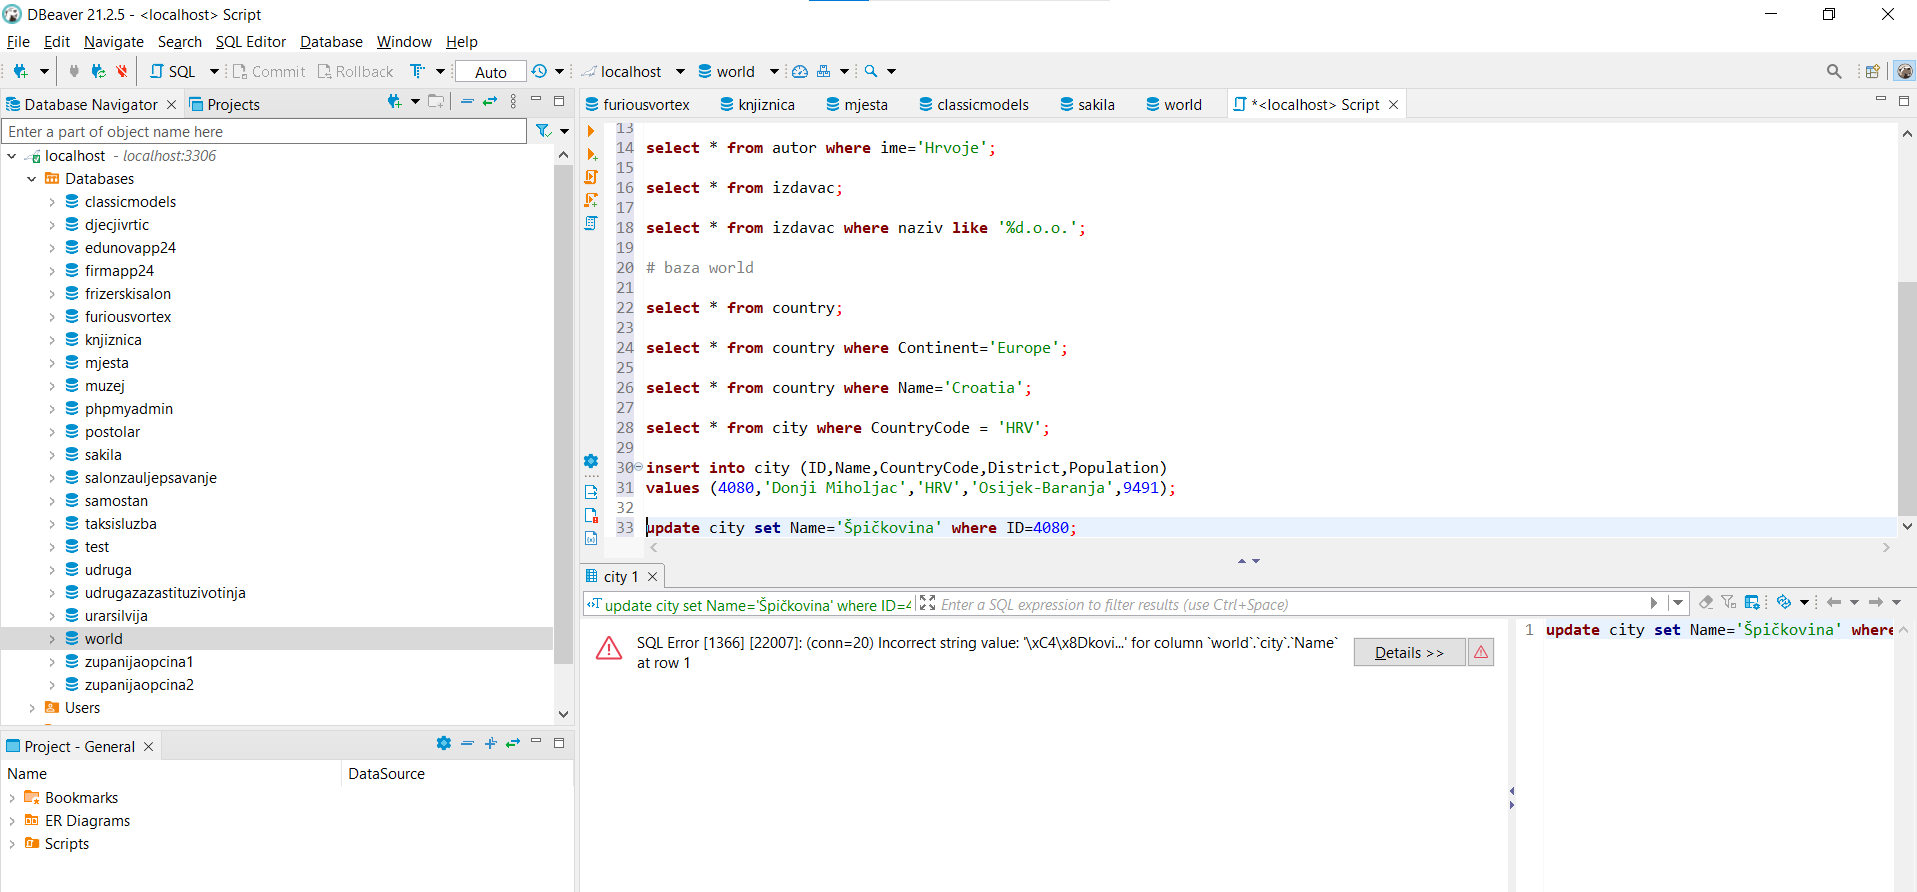 DBeaver 21.2.5 - <localhost> Script
File Edit Navigate Search SQL Editor Database Window Help
SQL Commit Rollback Auto localhost world
Database Navigator Projects
Enter a part of object name here
localhost - localhost:3306
Databases
classicmodels
djecjivrtic
edunovapp24
firmapp24
frizerskisalon
furiousvortex
knjiznica
mjesta
muzej
phpmyadmin
postolar
sakila
salonzauljepsavanje
samostan
taksisluzba
test
udruga
udrugazazastituzivotinja
urarsilvija
world
zupanijaopcina1
zupanijaopcina2
Users
Project - General
Name DataSource
Bookmarks
ER Diagrams
Scripts
furiousvortex knjiznica mjesta classicmodels sakila world *<localhost> Script
13
14 select * from autor where ime='Hrvoje';
15
16 select * from izdavac;
17
18 select * from izdavac where naziv like '%d.o.o.';
19
20 # baza world
21
22 select * from country;
23
24 select * from country where Continent='Europe';
25
26 select * from country where Name='Croatia';
27
28 select * from city where CountryCode = 'HRV';
29
30 insert into city (ID,Name,CountryCode,District,Population)
31 values (4080,'Donji Miholjac','HRV','Osijek-Baranja',9491);
32
33 update city set Name='Špičkovina' where ID=4080;
city 1
update city set Name='Špičkovina' where ID=4 Enter a SQL expression to filter results (use Ctrl+Space)
SQL Error [1366] [22007]: (conn=20) Incorrect string value: '\xC4\x8Dkovi...' for column `world`.`city`.`Name`
at row 1
Details >>
1 update city set Name='Špičkovina' where